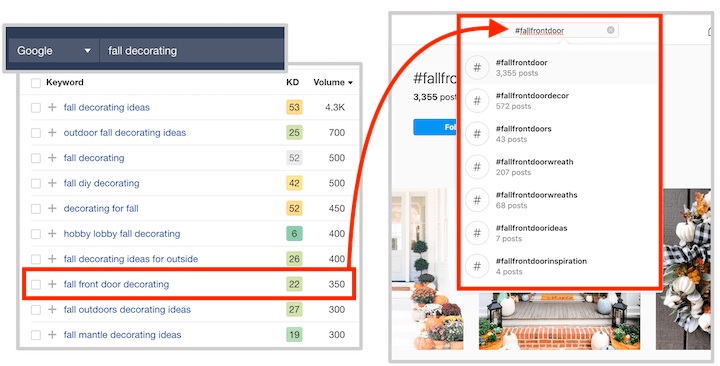 Google fall decorating
Keyword KD Volume
fall decorating ideas 53 4.3K
outdoor fall decorating ideas 25 700
fall decorating 52 500
fall diy decorating 42 500
decorating for fall 52 450
hobby lobby fall decorating 6 400
fall decorating ideas for outside 26 400
fall front door decorating 22 350
fall outdoors decorating ideas 27 300
fall mantle decorating ideas 19 300
#fallfrontdoor
#fallf
3,355 post
Fol
#fallfrontdoor
3,355 posts
#fallfrontdoordecor
572 posts
#fallfrontdoors
43 posts
#fallfrontdoorwreath
207 posts
#fallfrontdoorwreaths
68 posts
#fallfrontdoorideas
7 posts
#fallfrontdoorinspiration
4 posts